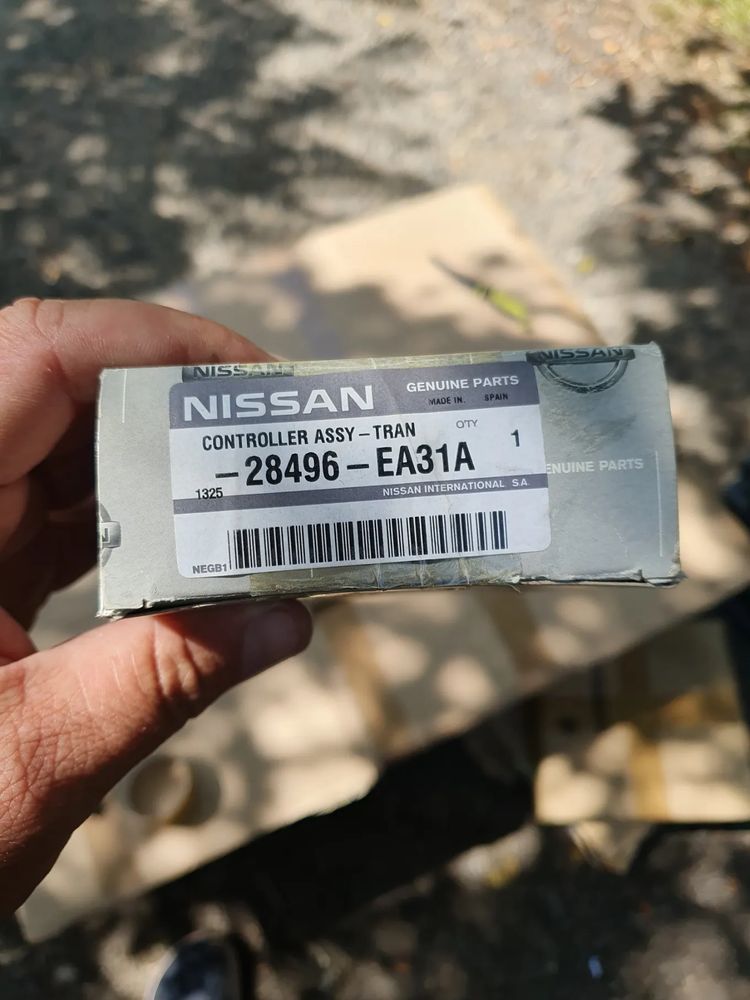 NISSAN
NISSAN
NISSAN GENUINE PARTS
MADE IN. SPAIN
CONTROLLER ASSY-TRAN Q'TY
-28496-EA31A 1
1325 NISSAN INTERNATIONAL S.A.
NEGB1
ENUINE PARTS